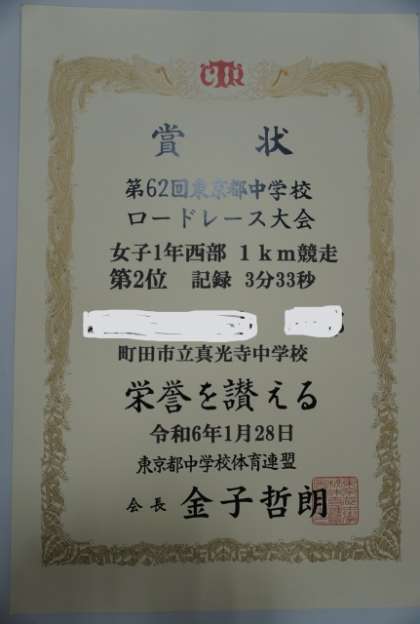 賞状
第62回東京都中学校
ロードレース大会
女子1年西部 1km競走
第2位 記録 3分33秒
町田市立真光寺中学校
栄誉を讃える
令和6年1月28日
東京都中学校体育連盟
会長 金子哲朗